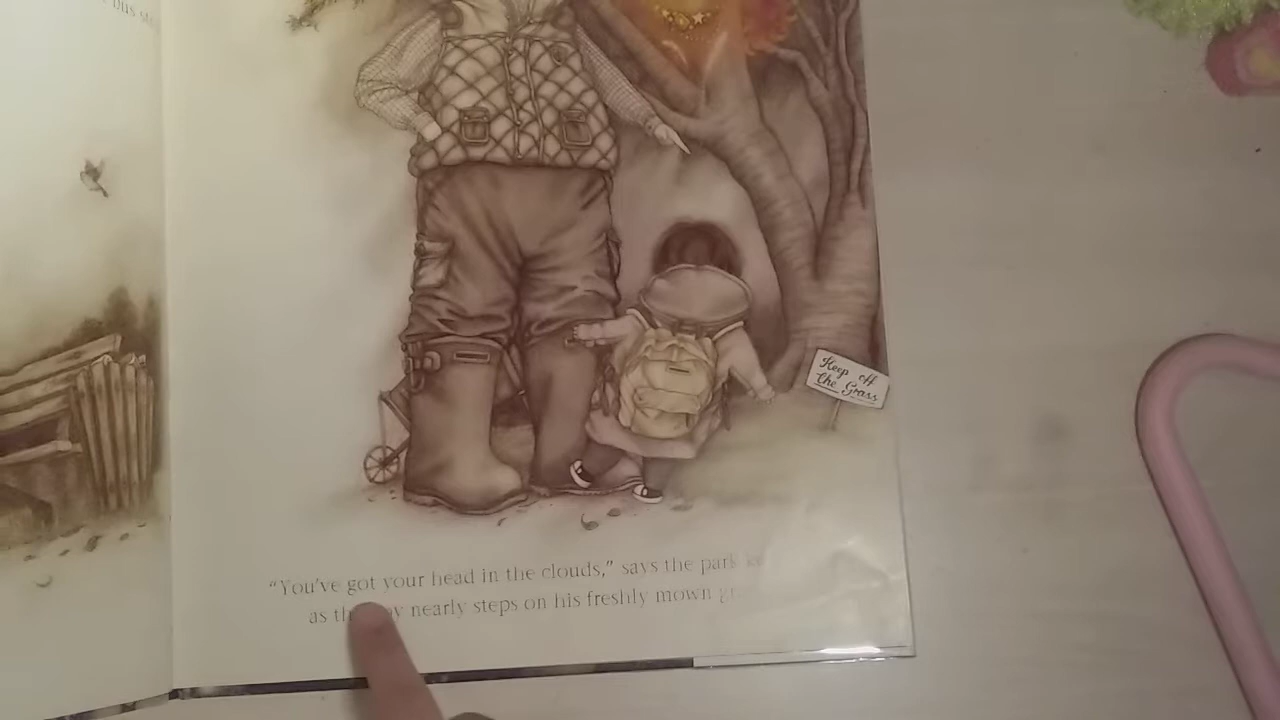 Keep off
the Grass
"You've got your head in the clouds," says the park
as nearly steps on his freshly mown